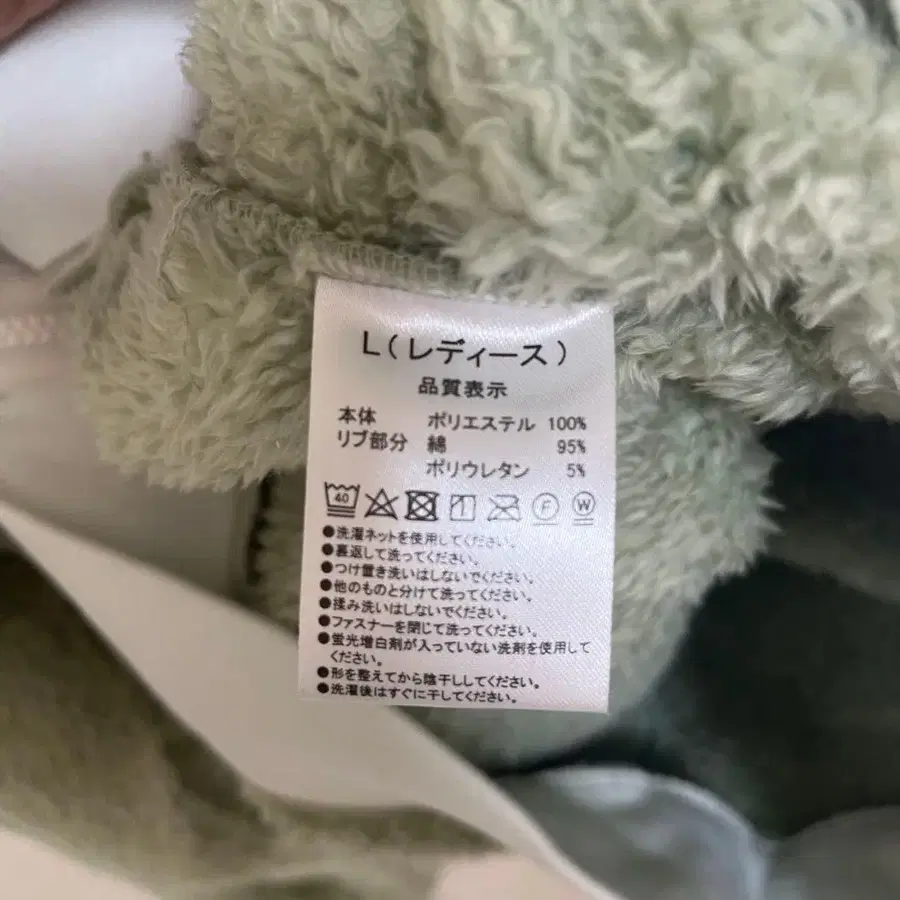 L(レディース)
品質表示
本体 ポリエステル 100%
リブ部分 綿 95%
ポリウレタン 5%
40 F W
●洗濯ネットを使用してください。
●裏返して洗ってください。
●つけ置き洗いはしないでください。
●他のものと分けて洗ってください。
●揉み洗いはしないでください。
●ファスナーを閉じて洗ってください。
●蛍光増白剤が入っていない洗剤を使用して
ください。
●形を整えてから陰干ししてください。
●洗濯後はすぐに干してください。